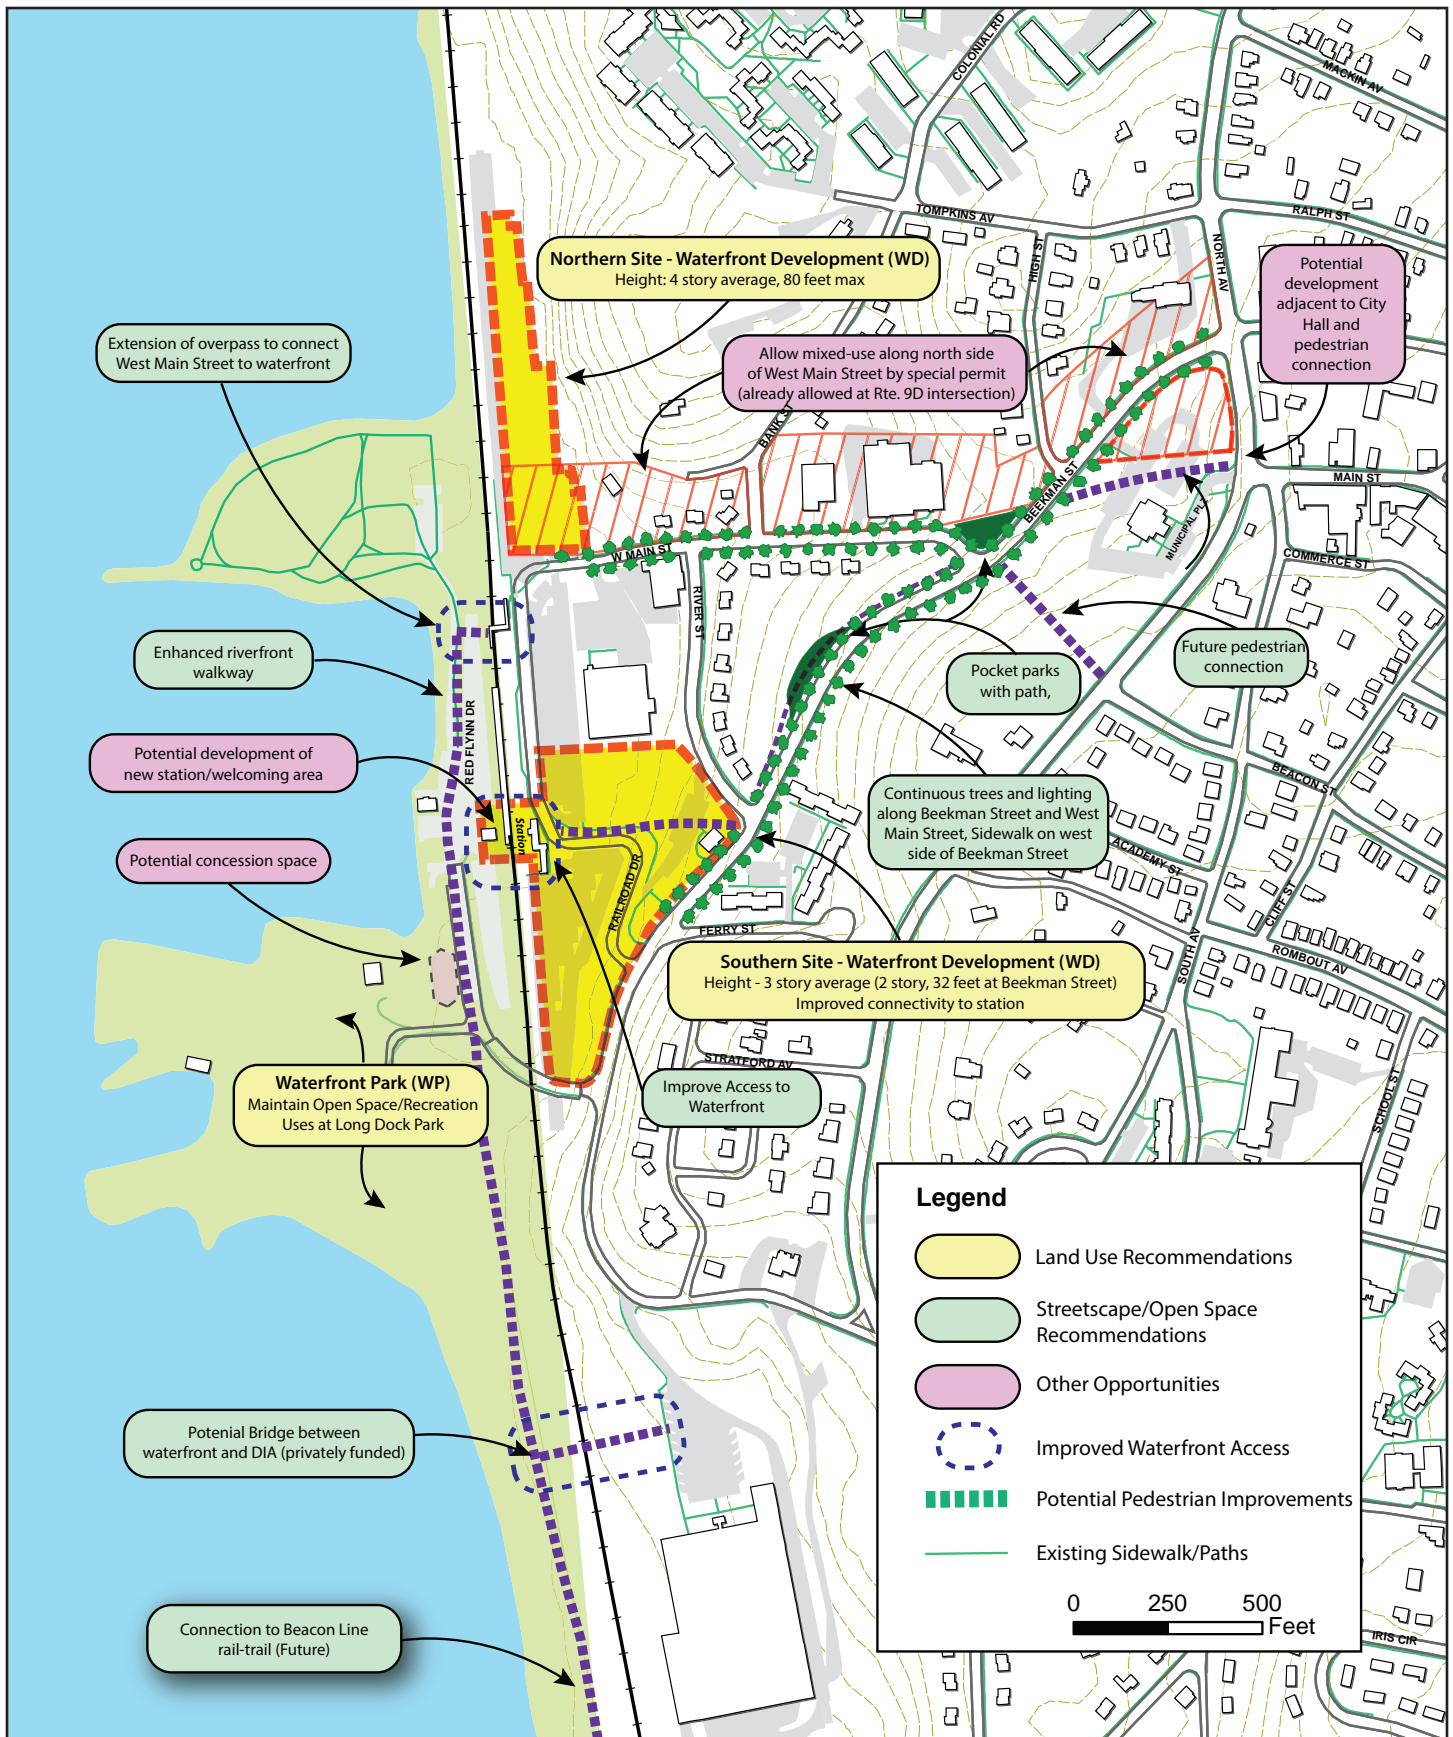 COLONIAL RD
MACKIN AV
TOMPKINS AV
RALPH ST
HIGH ST
NORTH AV
Northern Site - Waterfront Development (WD)
Height: 4 story average, 80 feet max
Potential
development
adjacent to City
Hall and
pedestrian
connection
Extension of overpass to connect
West Main Street to waterfront
Allow mixed-use along north side
of West Main Street by special permit
(already allowed at Rte. 9D intersection)
BANK ST
BEEKMAN ST
MAIN ST
MUNICIPAL PLZ
COMMERCE ST
W MAIN ST
RIVER ST
Enhanced riverfront
walkway
Future pedestrian
connection
Pocket parks
with path,
RED FLYNN DR
Potential development of
new station/welcoming area
BEACON ST
Continuous trees and lighting
along Beekman Street and West
Main Street, Sidewalk on west
side of Beekman Street
Station
ACADEMY ST
Potential concession space
RAILROAD DR
CLIFF ST
FERRY ST
SOUTH AV
ROMBOUT AV
Southern Site - Waterfront Development (WD)
Height - 3 story average (2 story, 32 feet at Beekman Street)
Improved connectivity to station
STRATFORD AV
SCHOOL ST
Waterfront Park (WP)
Maintain Open Space/Recreation
Uses at Long Dock Park
Improve Access to
Waterfront
Legend
Land Use Recommendations
Streetscape/Open Space
Recommendations
Other Opportunities
Improved Waterfront Access
Potential Pedestrian Improvements
Existing Sidewalk/Paths
0 250 500
Feet
Potenial Bridge between
waterfront and DIA (privately funded)
Connection to Beacon Line
rail-trail (Future)
IRIS CIR